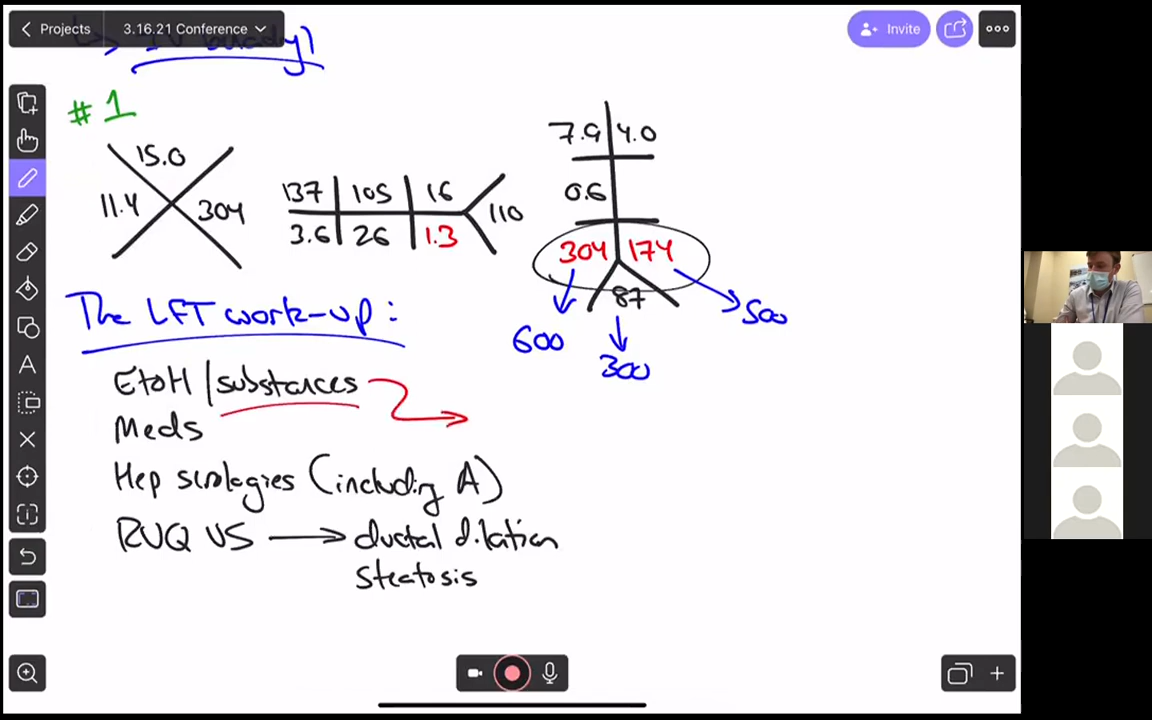 Projects
3.16.21 Conference
Invite
#1
15.0
11.4
304
137
105
16
110
3.6
26
1.3
7.9
4.0
0.6
304
174
87
600
300
500
The LFT work-up:
EtoH / substances
Meds
Hep serologies (including A)
RUQ US → ductal dilation
steatosis
A